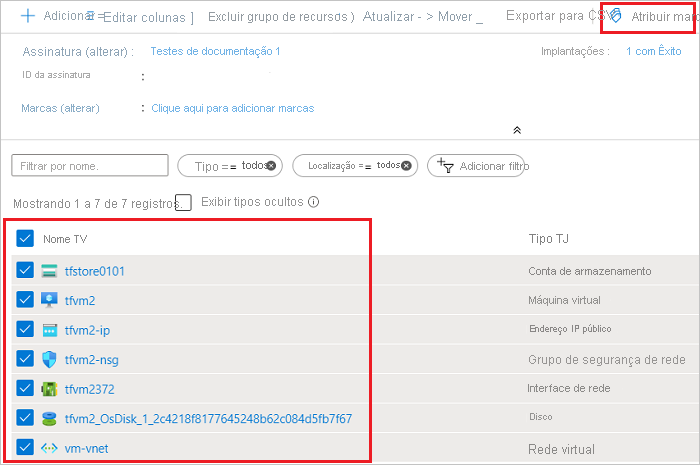 Adicionar = Editar colunas ] Excluir grupo de recursos ) Atualizar - > Mover _ Exportar para CSV Atribuir marc
Assinatura (alterar) : Testes de documentação 1 Implantações : 1 com Êxito
ID da assinatura :
Marcas (alterar) : Clique aqui para adicionar marcas
Filtrar por nome. Tipo == todos Localização == todos Adicionar filtro
Mostrando 1 a 7 de 7 registros. Exibir tipos ocultos
Nome TV Tipo TJ
tfstore0101 Conta de armazenamento
tfvm2 Máquina virtual
tfvm2-ip Endereço IP público
tfvm2-nsg Grupo de segurança de rede
tfvm2372 Interface de rede
tfvm2_OsDisk_1_2c4218f8177645248b62c084d5fb7f67 Disco
vm-vnet Rede virtual